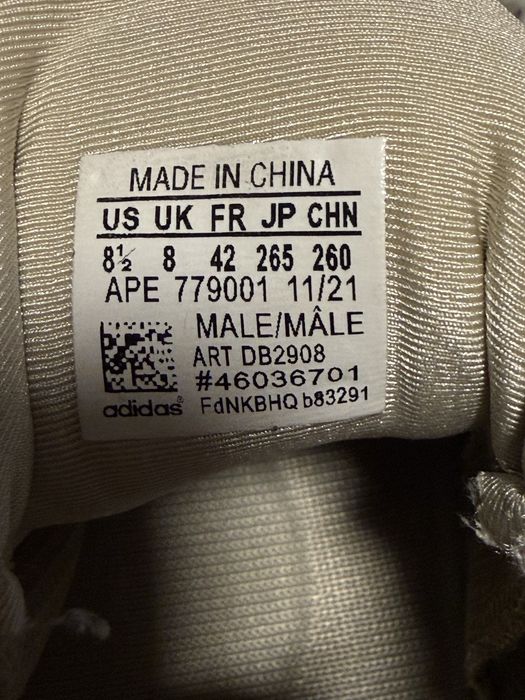 MADE IN CHINA
US UK FR JP CHN
8½ 8 42 265 260
APE 779001 11/21
MALE/MÂLE
ART DB2908
#46036701
adidas FdNKBHQ b83291